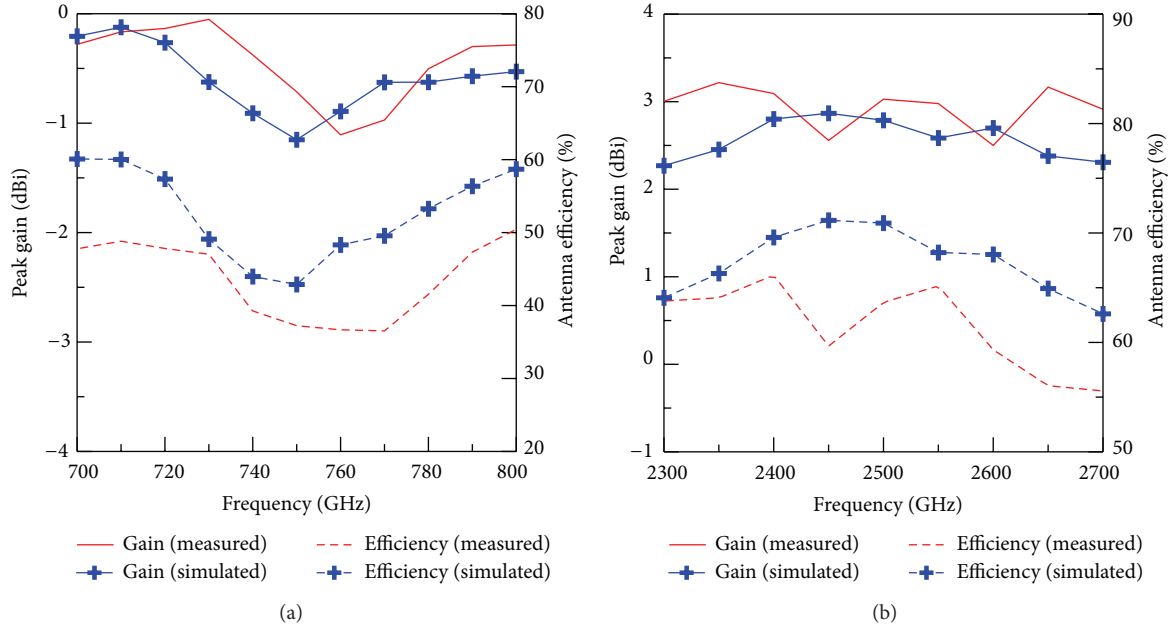 0
−1
−2
−3
−4
Peak gain (dBi)
80
70
60
50
40
30
20
Antenna efficiency (%)
700
720
740
760
780
800
Frequency (GHz)
Gain (measured)
Gain (simulated)
Efficiency (measured)
Efficiency (simulated)
(a)
4
3
2
1
0
−1
Peak gain (dBi)
90
80
70
60
50
Antenna efficiency (%)
2300
2400
2500
2600
2700
Frequency (GHz)
Gain (measured)
Gain (simulated)
Efficiency (measured)
Efficiency (simulated)
(b)